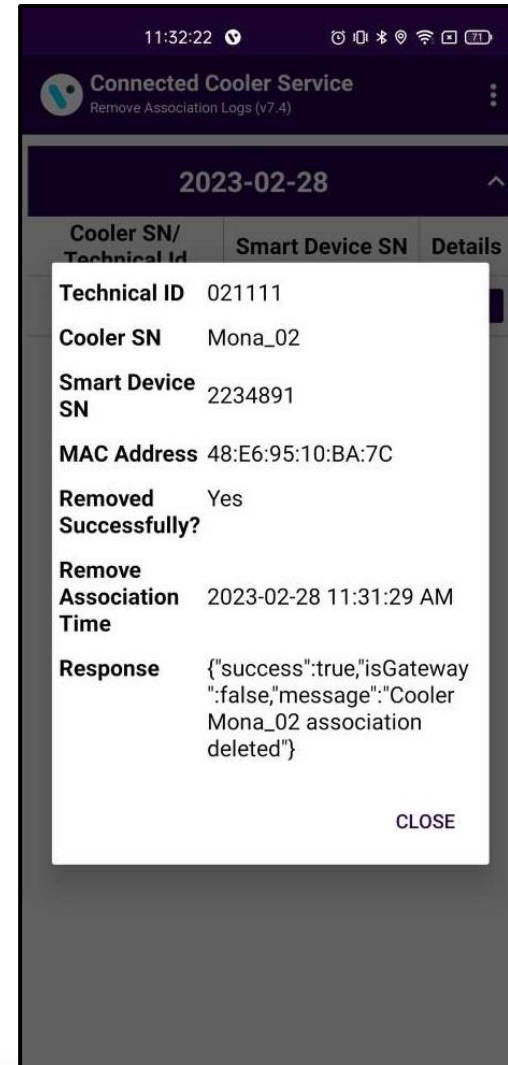 11:32:22
71
Connected Cooler Service
Remove Association Logs (v7.4)
2023-02-28
Cooler SN/
Technical Id
Smart Device SN
Details
Technical ID 021111
Cooler SN Mona_02
Smart Device
SN
2234891
MAC Address 48:E6:95:10:BA:7C
Removed
Successfully?
Yes
Remove
Association
Time
2023-02-28 11:31:29 AM
Response
{"success":true,"isGateway
":false,"message":"Cooler
Mona_02 association
deleted"}
CLOSE